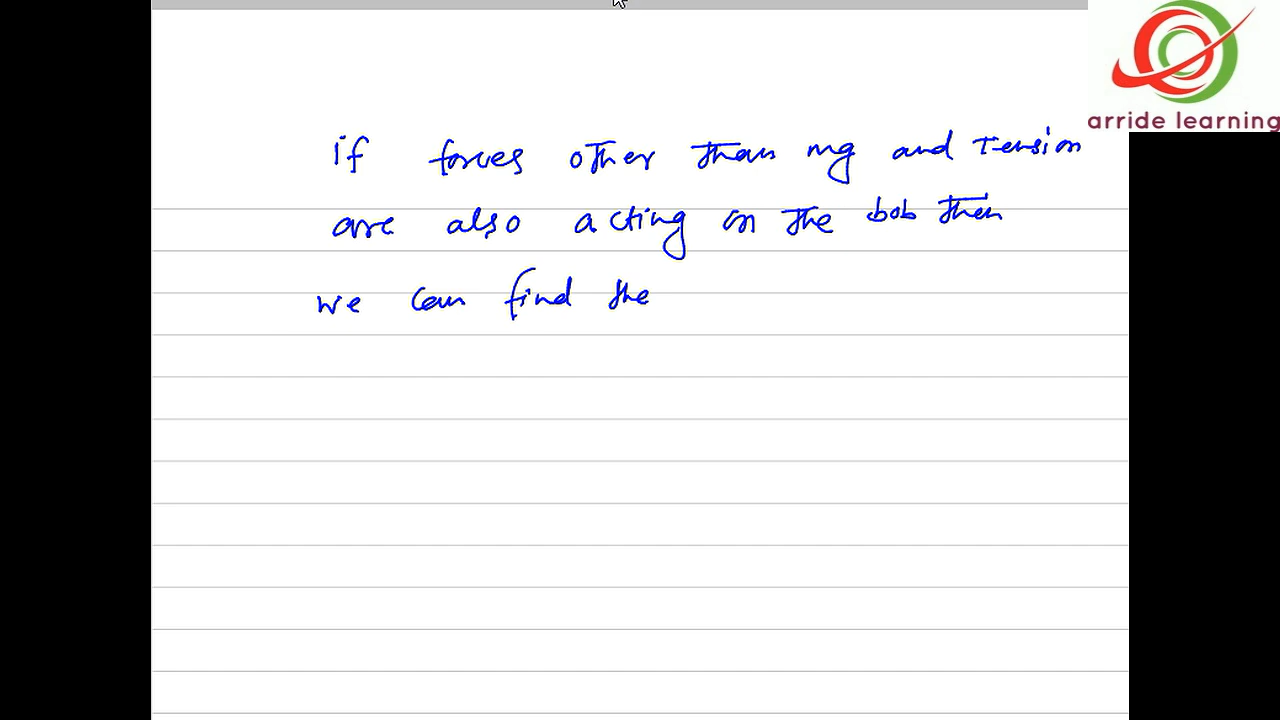 arride learning
if forces other than mg and Tension
are also acting on the bob then
we can find the